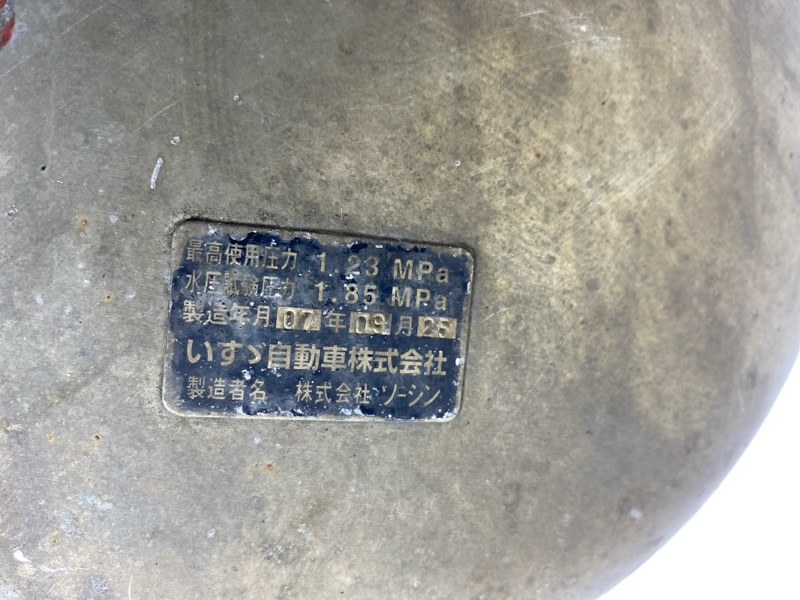 最高使用圧力 1.23 MPa
水圧試験圧力 1.85 MPa
製造年月 07 年 09 月 25
いすゞ自動車株式会社
製造者名 株式会社 ソーシン